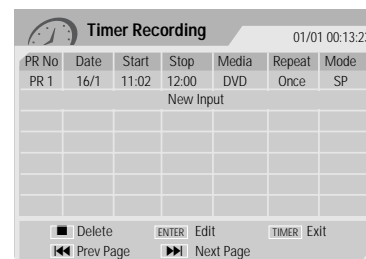 Timer Recording 01/01 00:13:23
PR No Date Start Stop Media Repeat Mode
PR 1 16/1 11:02 12:00 DVD Once SP
New Input
Delete ENTER Edit TIMER Exit
Prev Page Next Page